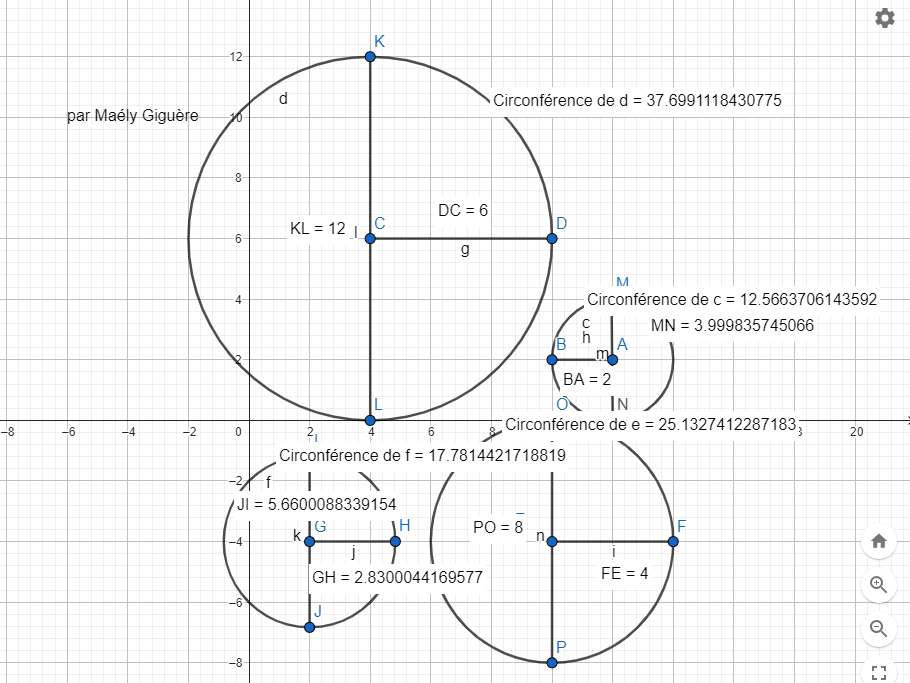 K
12
d
Circonférence de d = 37.6991118430775
par Maély Giguère
10
8
DC = 6
KL = 12
l
C
D
6
g
M
4
Circonférence de c = 12.5663706143592
c
MN = 3.999835745066
h
B
A
m
2
BA = 2
L
O
N
Circonférence de e = 25.1327412287183
-8
-6
-4
-2
0
2
4
6
8
20
Circonférence de f = 17.7814421718819
-2
f
JI = 5.6600088339154
G
H
PO = 8
F
k
n
-4
j
i
GH = 2.8300044169577
FE = 4
-6
J
P
-8